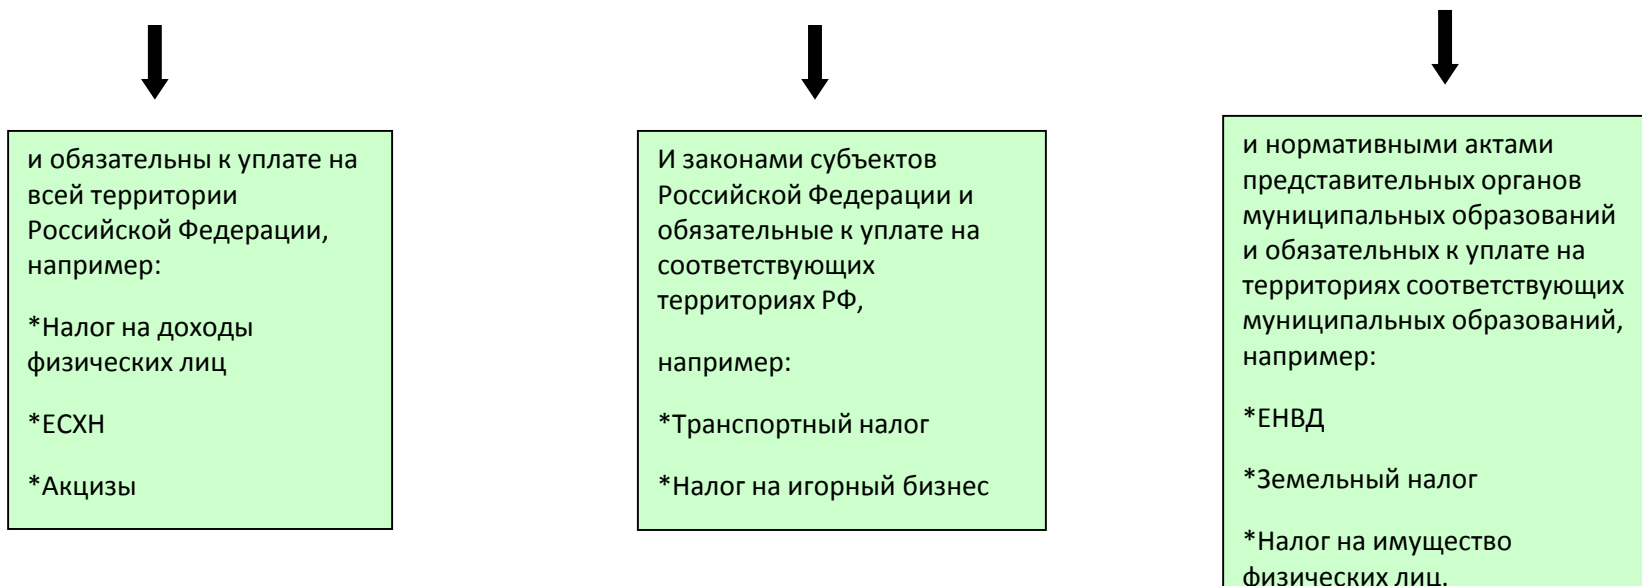 и обязательны к уплате на
всей территории
Российской Федерации,
например:
*Налог на доходы
физических лиц
*ЕСХН
*Акцизы
И законами субъектов
Российской Федерации и
обязательные к уплате на
соответствующих
территориях РФ,
например:
*Транспортный налог
*Налог на игорный бизнес
и нормативными актами
представительных органов
муниципальных образований
и обязательных к уплате на
территориях соответствующих
муниципальных образований,
например:
*ЕНВД
*Земельный налог
*Налог на имущество
физических лиц.